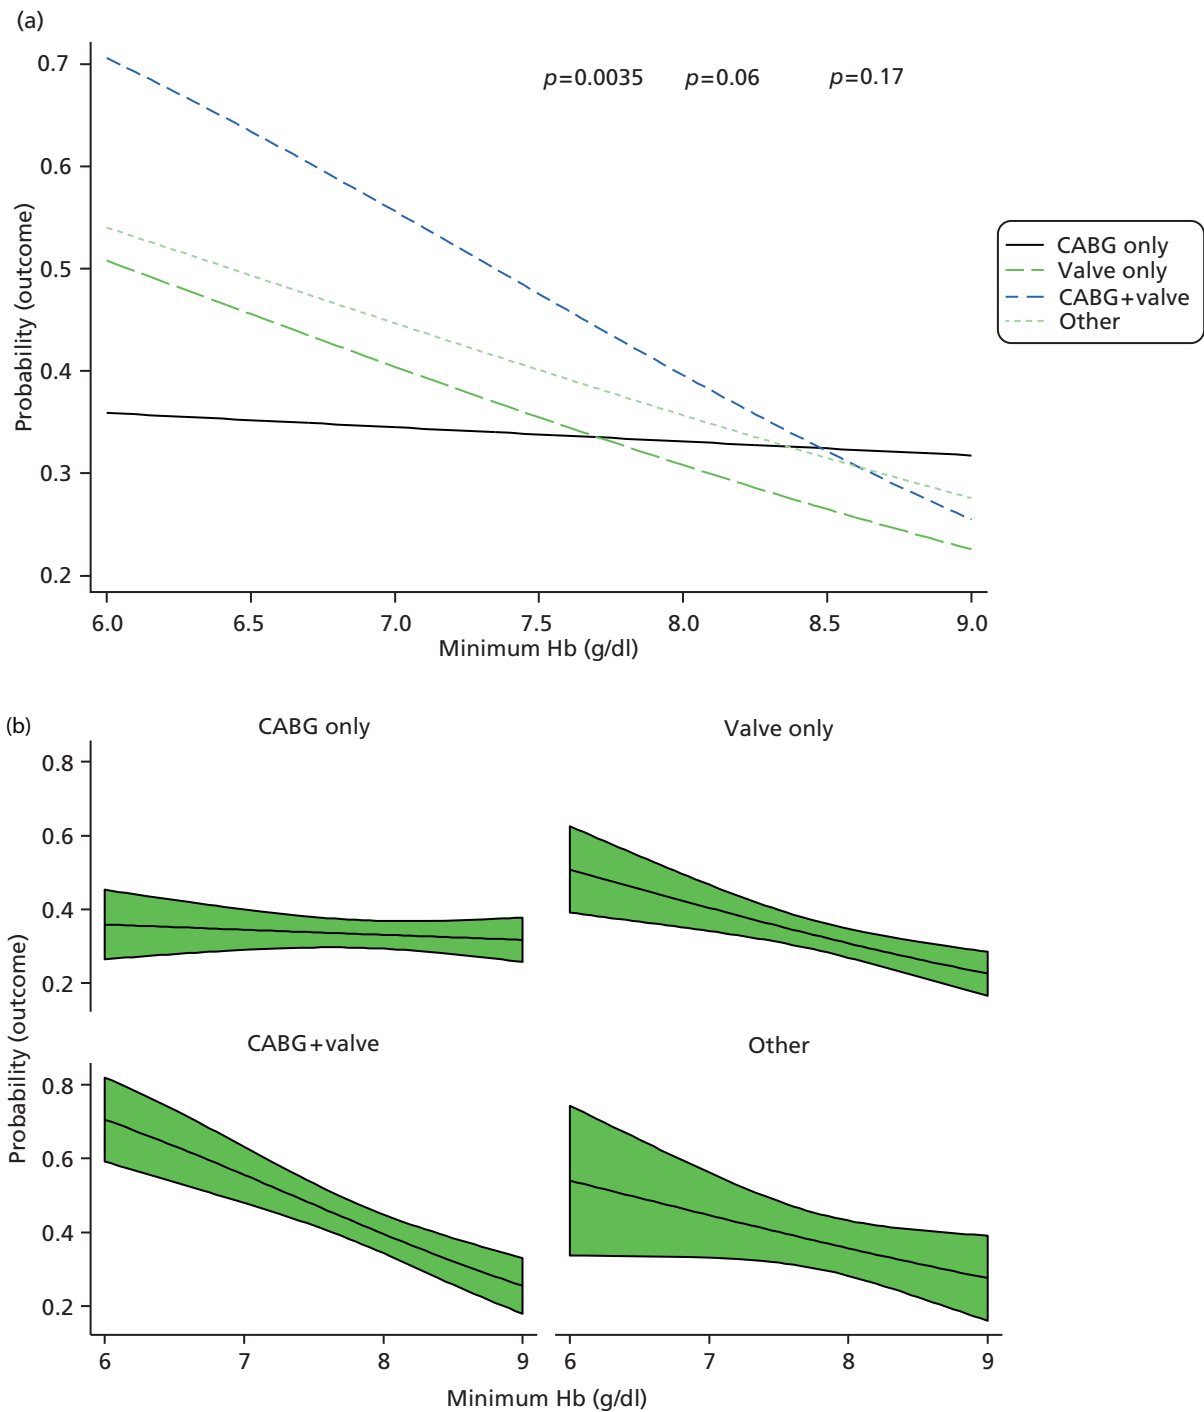 (a)
0.7
0.6
0.5
0.4
0.3
0.2
Probability (outcome)
p=0.0035 p=0.06 p=0.17
6.0 6.5 7.0 7.5 8.0 8.5 9.0
Minimum Hb (g/dl)
CABG only
Valve only
CABG+valve
Other
(b)
CABG only
Valve only
0.8
0.6
0.4
0.2
CABG+valve
Other
0.8
0.6
0.4
0.2
Probability (outcome)
6 7 8 9
6 7 8 9
Minimum Hb (g/dl)